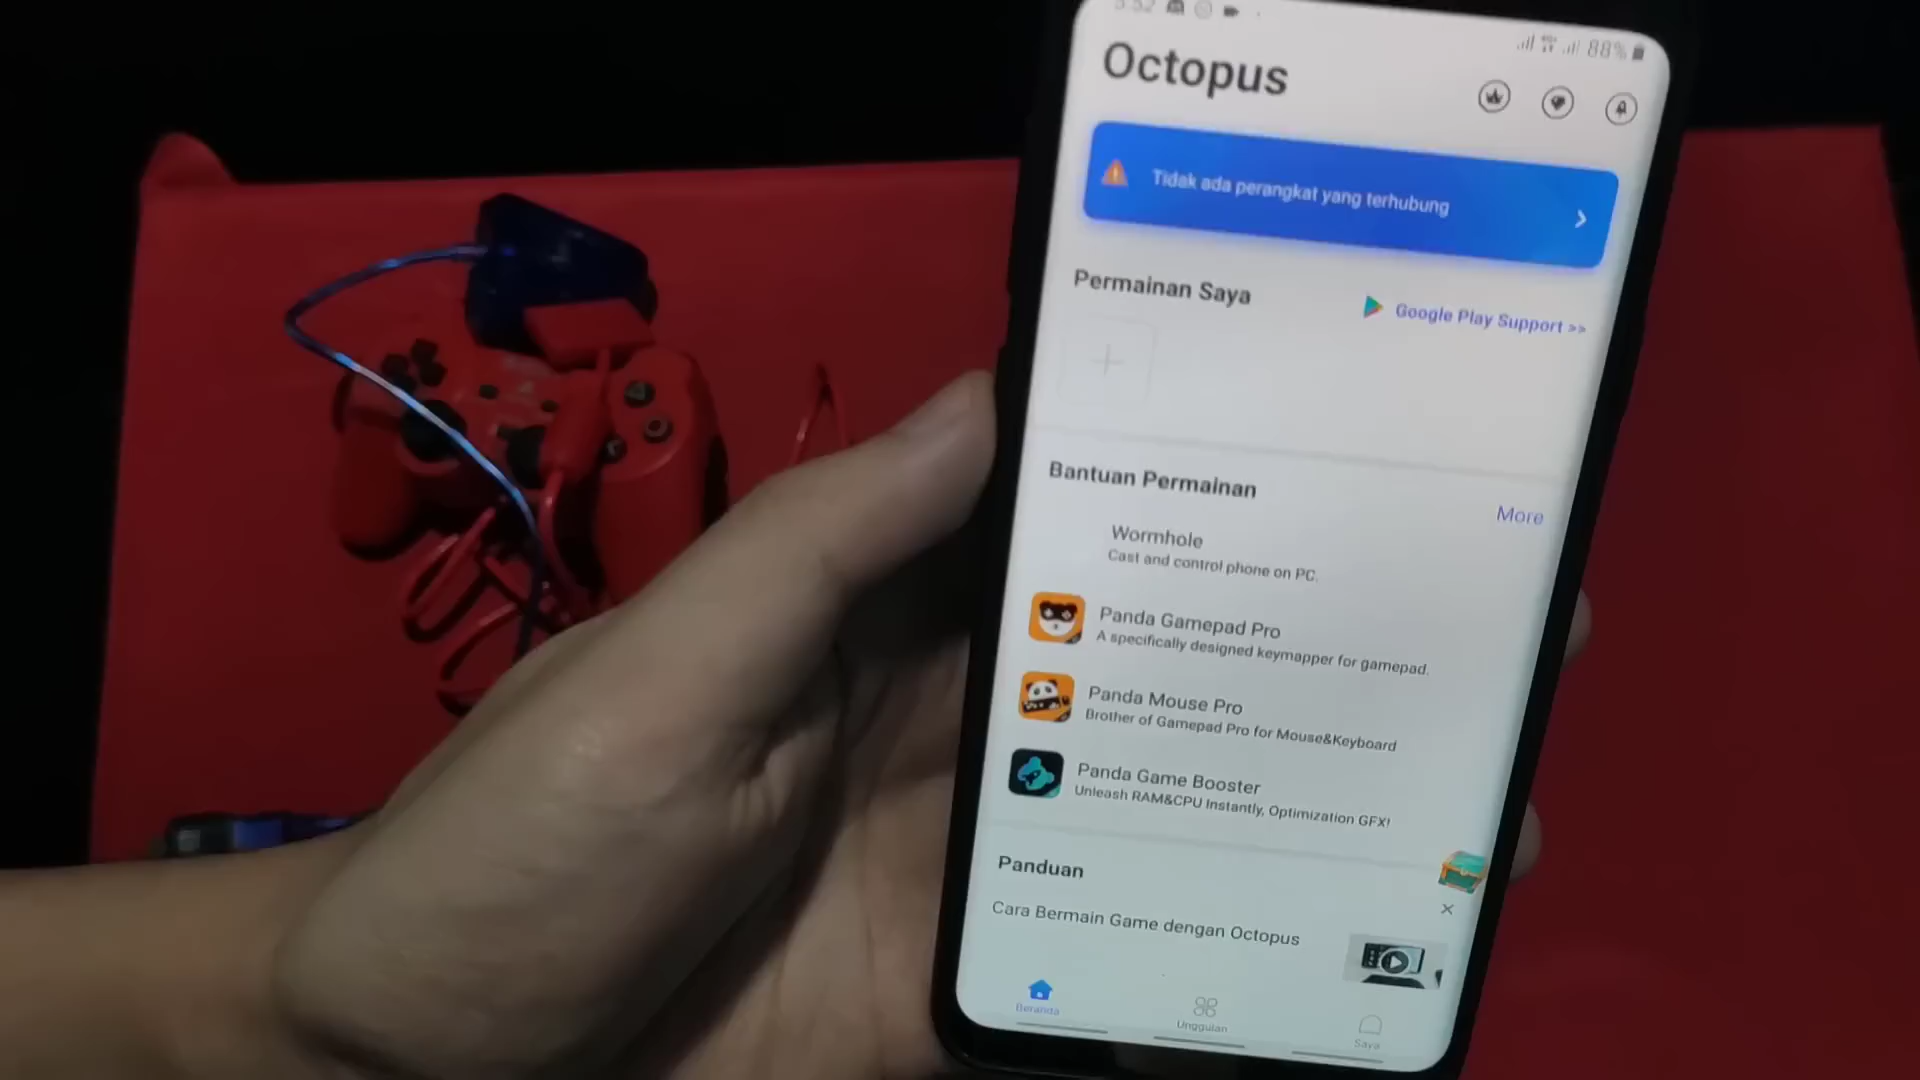 5:52
88%
Octopus
Tidak ada perangkat yang terhubung
Permainan Saya
Google Play Support >>
Bantuan Permainan
More
Wormhole
Cast and control phone on PC.
Panda Gamepad Pro
A specifically designed keymapper for gamepad.
Panda Mouse Pro
Brother of Gamepad Pro for Mouse&Keyboard
Panda Game Booster
Unleash RAM&CPU Instantly, Optimization GFX!
Panduan
Cara Bermain Game dengan Octopus
Beranda
Unggulan
Saya